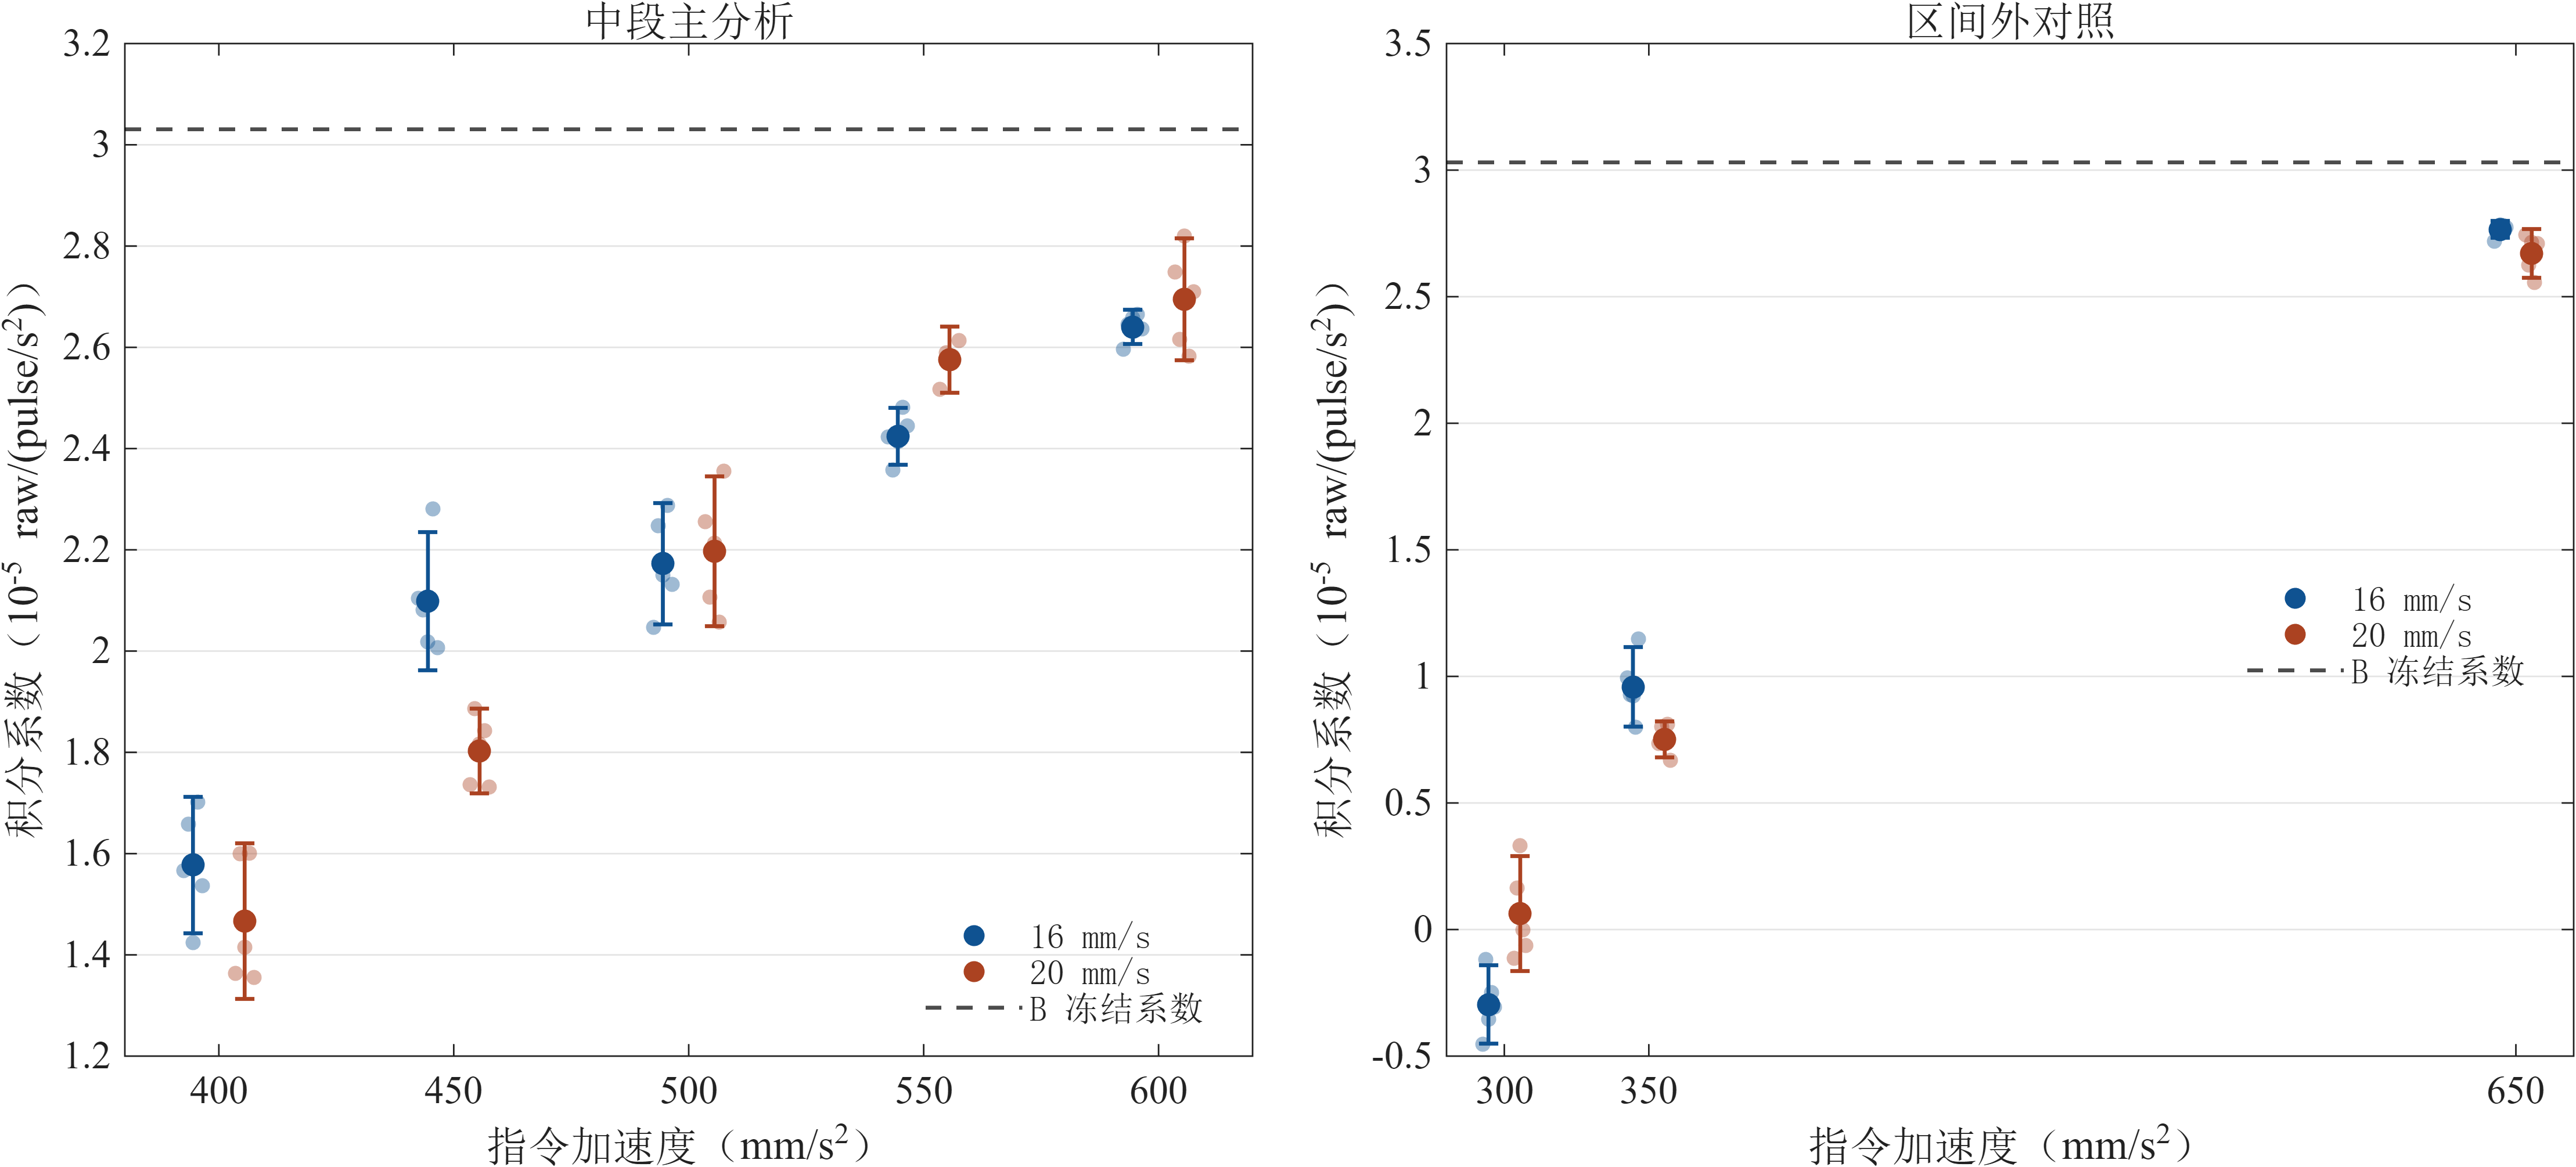 中段主分析
3.2
3
2.8
2.6
2.4
2.2
2
1.8
1.6
1.4
1.2
400 450 500 550 600
指令加速度（mm/s²）
积分系数（10⁻⁵ raw/(pulse/s²)）
16 mm/s
20 mm/s
B 冻结系数
区间外对照
3.5
3
2.5
2
1.5
1
0.5
0
-0.5
300 350 650
指令加速度（mm/s²）
积分系数（10⁻⁵ raw/(pulse/s²)）
16 mm/s
20 mm/s
B 冻结系数